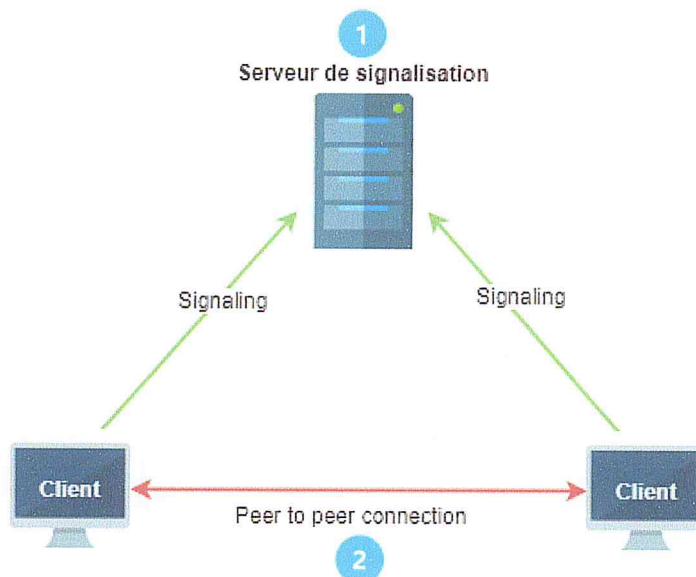 1
Serveur de signalisation
Signaling
Signaling
Client
Client
Peer to peer connection
2